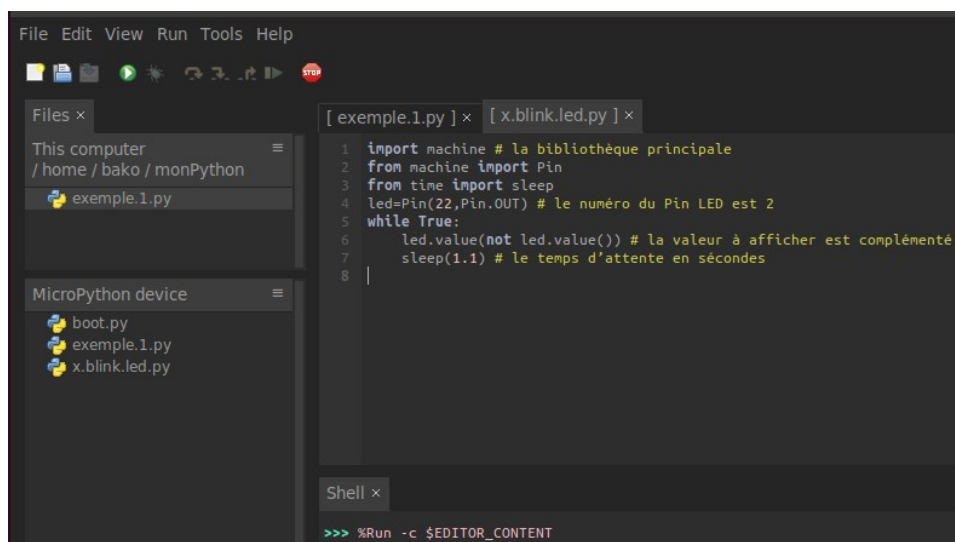 File Edit View Run Tools Help
STOP
Files ×
This computer
/ home / bako / monPython
exemple.1.py
MicroPython device
boot.py
exemple.1.py
x.blink.led.py
[ exemple.1.py ] × [ x.blink.led.py ] ×
1 import machine # la bibliothèque principale
2 from machine import Pin
3 from time import sleep
4 led=Pin(22,Pin.OUT) # le numéro du Pin LED est 2
5 while True:
6 led.value(not led.value()) # la valeur à afficher est complémenté
7 sleep(1.1) # le temps d’attente en sécondes
8
Shell ×
>>> %Run -c $EDITOR_CONTENT